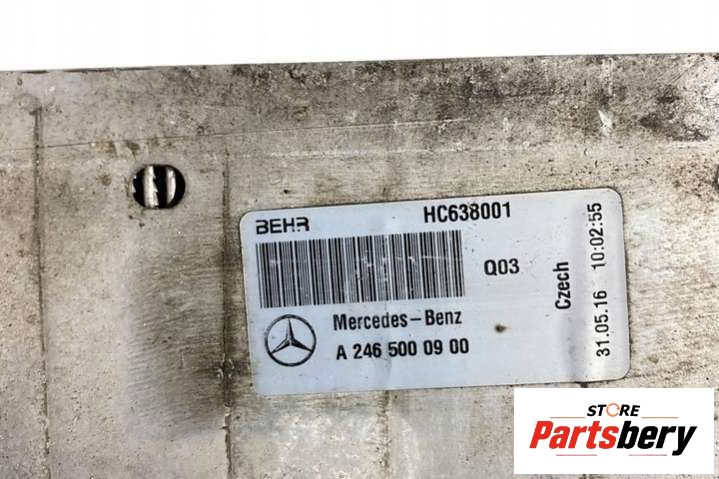 BEHR HC638001
Q03
Mercedes-Benz
A 246 500 09 00
Czech
31.05.16 10:02:55
STORE
Partsbery